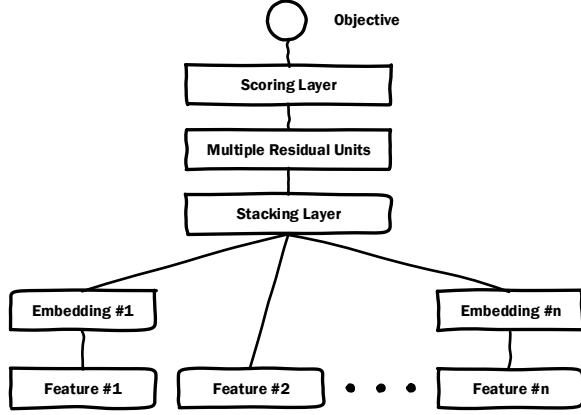 Objective
Scoring Layer
Multiple Residual Units
Stacking Layer
Embedding #1
Embedding #n
Feature #1
Feature #2
Feature #n